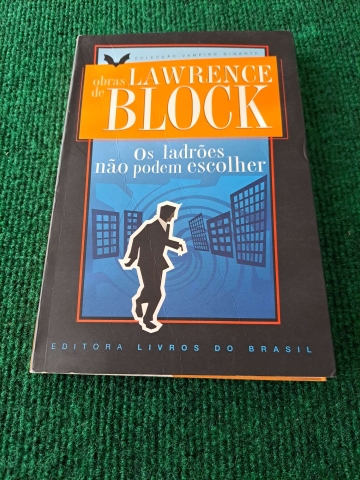 COLECÇÃO VAMPIRO GIGANTE
obras de
LAWRENCE
BLOCK
Os ladrões
não podem escolher
EDITORA LIVROS DO BRASIL